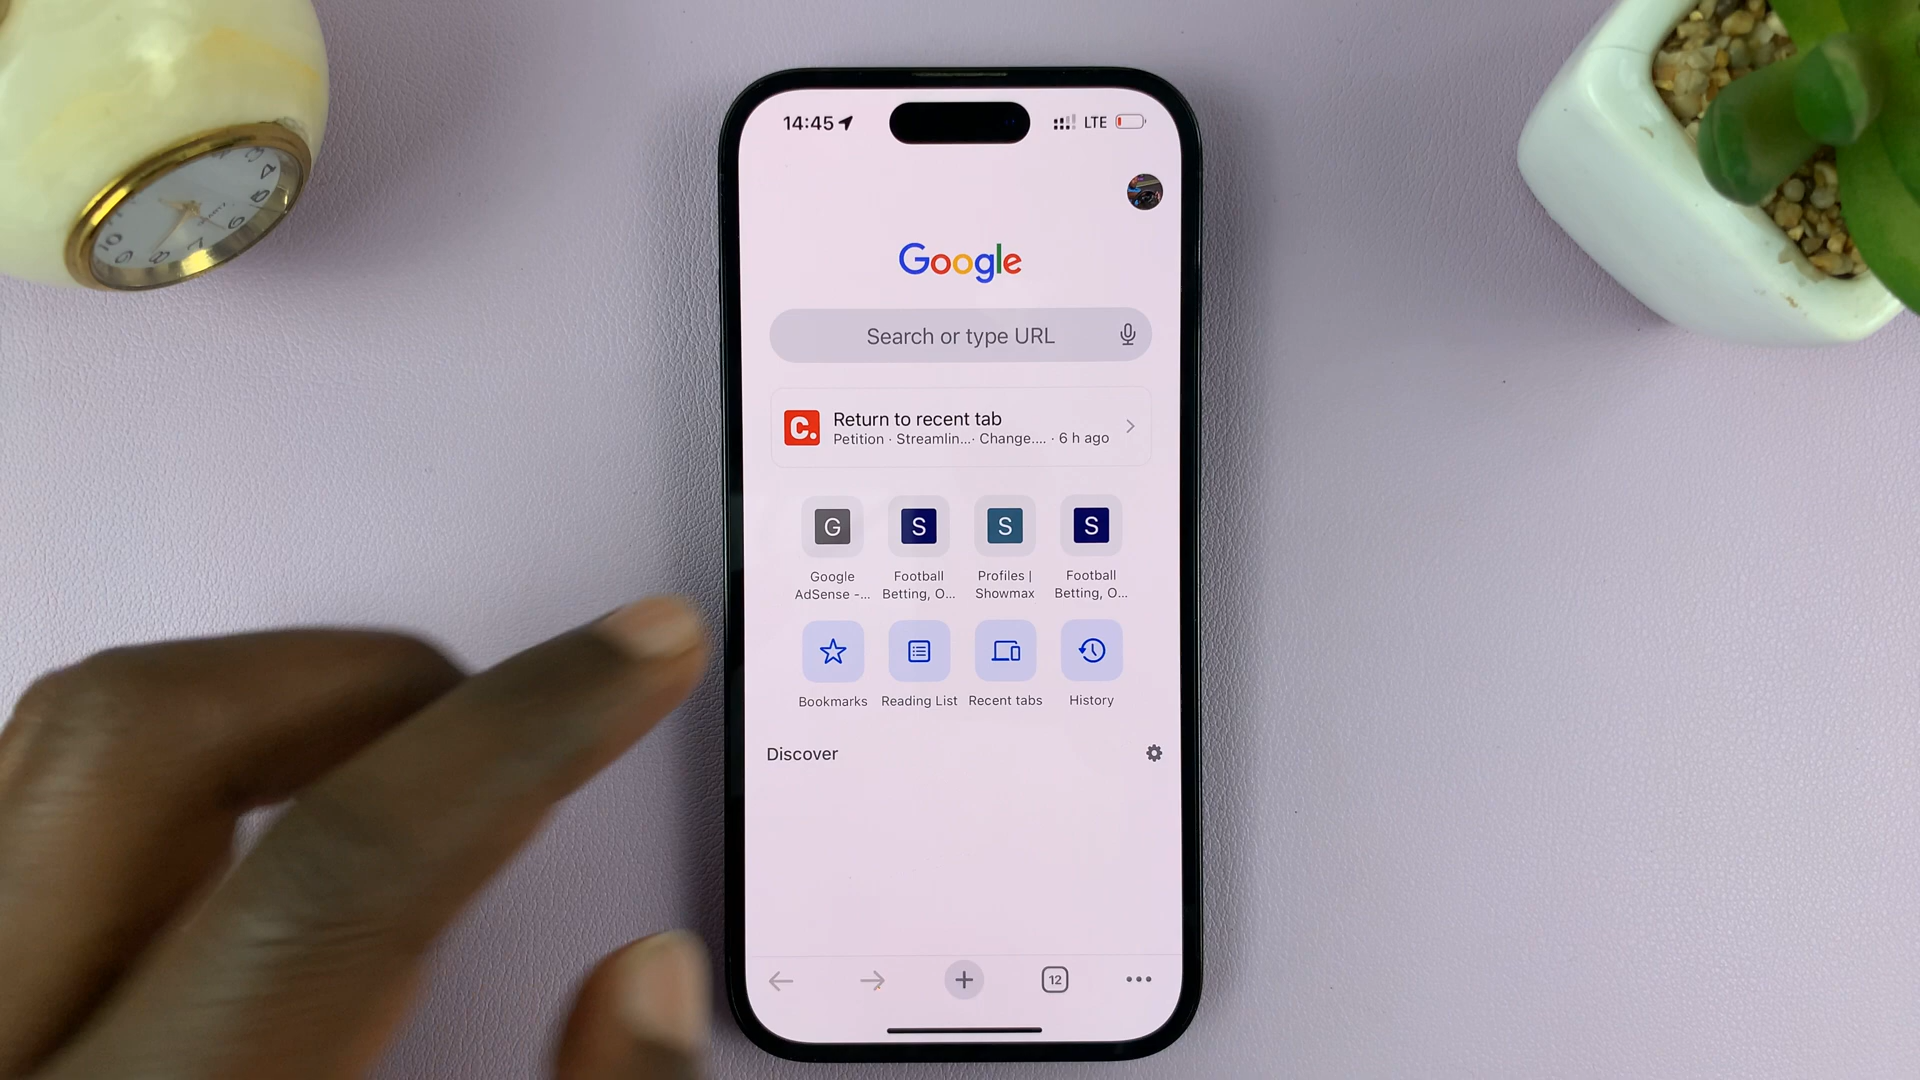 14:45
LTE
Google
Search or type URL
C. Return to recent tab
Petition · Streamlin...· Change.... · 6 h ago
G S S S
Google AdSense -...
Football Betting, O...
Profiles | Showmax
Football Betting, O...
Bookmarks Reading List Recent tabs History
Discover
12